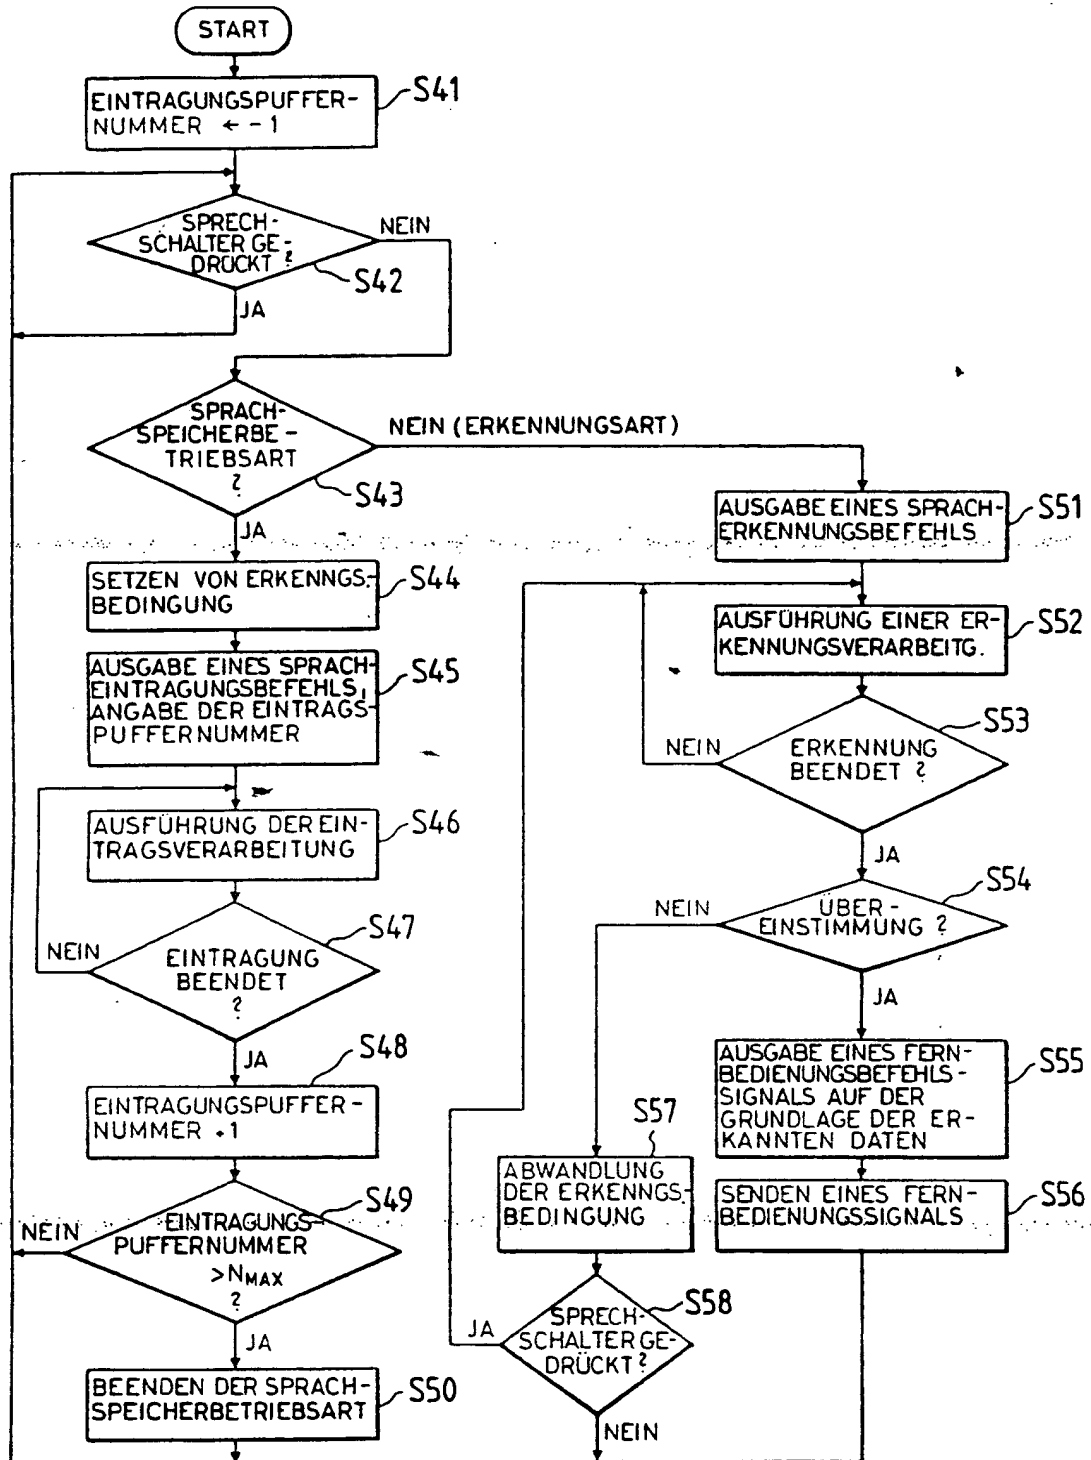 START
EINTRAGUNGSPUFFER-
NUMMER ← - 1
S41
SPRECH-
SCHALTER GE-
DRÜCKT ?
NEIN
S42
JA
SPRACH-
SPEICHERBE-
TRIEBSART
?
NEIN (ERKENNUNGSART)
S43
JA
SETZEN VON ERKENNGS.-
BEDINGUNG
S44
AUSGABE EINES SPRACH-
EINTRAGUNGSBEFEHLS,
ANGABE DER EINTRAGS-
PUFFERNUMMER
S45
AUSFÜHRUNG DER EIN-
TRAGSVERARBEITUNG
S46
EINTRAGUNG
BEENDET
?
S47
NEIN
JA
EINTRAGUNGSPUFFER-
NUMMER +1
S48
EINTRAGUNGS-
PUFFERNUMMER
>NMAX
?
S49
NEIN
JA
BEENDEN DER SPRACH-
SPEICHERBETRIEBSART
S50
AUSGABE EINES SPRACH-
ERKENNUNGSBEFEHLS
S51
AUSFÜHRUNG EINER ER-
KENNUNGSVERARBEITG.
S52
ERKENNUNG
BEENDET ?
S53
NEIN
JA
ÜBER-
EINSTIMMUNG ?
S54
NEIN
JA
AUSGABE EINES FERN-
BEDIENUNGSBEFEHLS-
SIGNALS AUF DER
GRUNDLAGE DER ER-
KANNTEN DATEN
S55
SENDEN EINES FERN-
BEDIENUNGSSIGNALS
S56
ABWANDLUNG
DER ERKENNGS.-
BEDINGUNG
S57
SPRECH-
SCHALTER GE-
DRÜCKT ?
S58
JA
NEIN